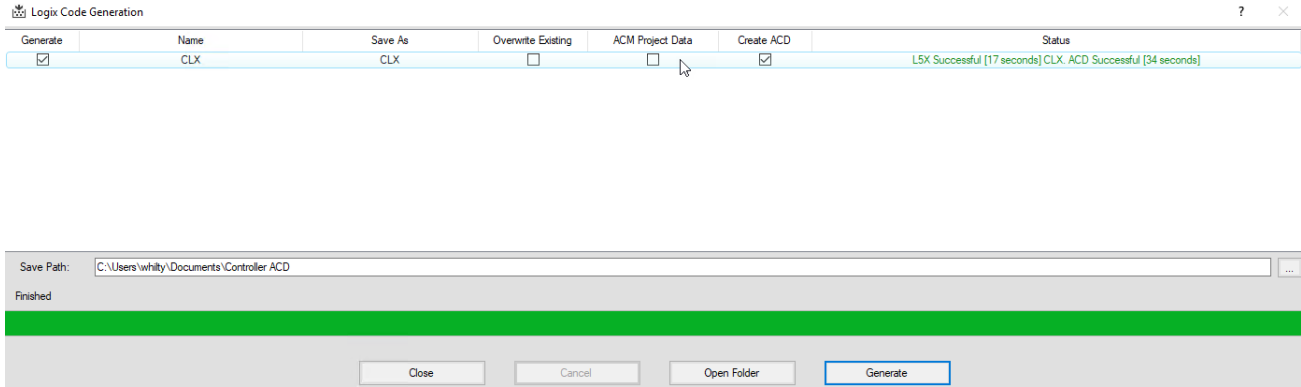 Logix Code Generation ?
Generate Name Save As Overwrite Existing ACM Project Data Create ACD Status
CLX CLX L5X Successful [17 seconds] CLX. ACD Successful [34 seconds]
Save Path: C:\Users\whilty\Documents\Controller ACD ...
Finished
Close Cancel Open Folder Generate